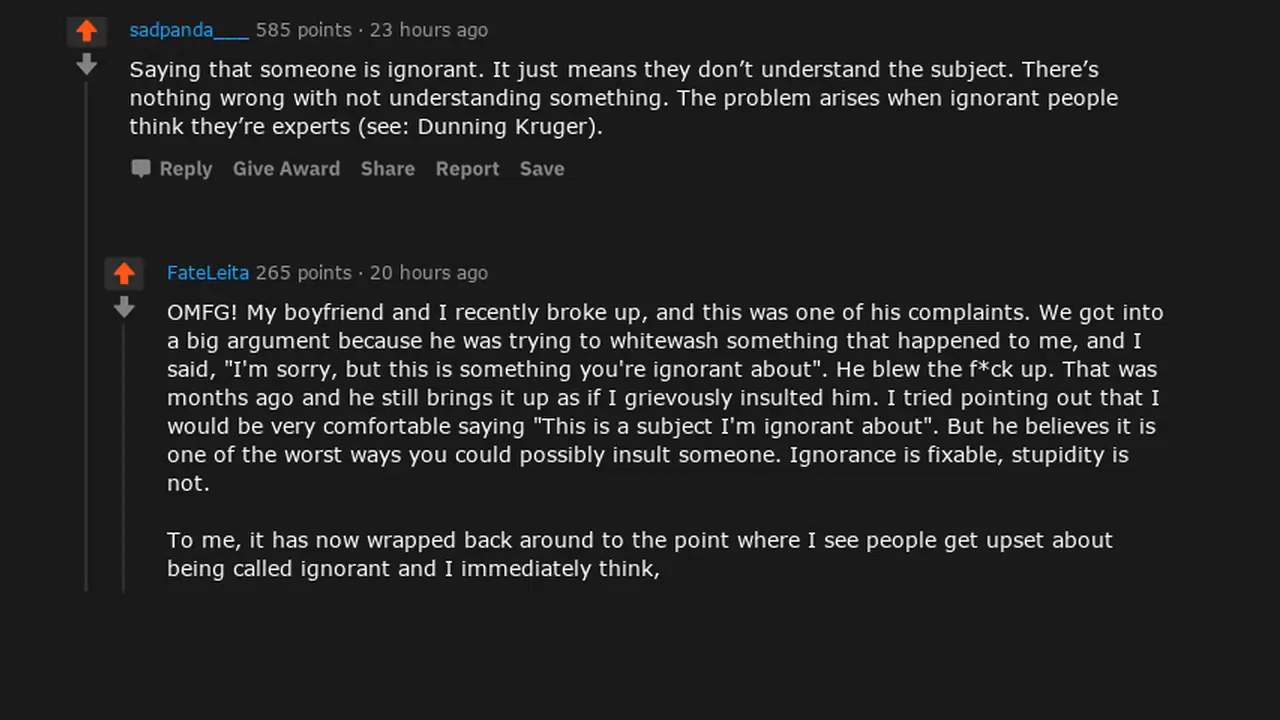 sadpanda___ 585 points · 23 hours ago
Saying that someone is ignorant. It just means they don’t understand the subject. There’s
nothing wrong with not understanding something. The problem arises when ignorant people
think they’re experts (see: Dunning Kruger).
Reply Give Award Share Report Save
FateLeita 265 points · 20 hours ago
OMFG! My boyfriend and I recently broke up, and this was one of his complaints. We got into
a big argument because he was trying to whitewash something that happened to me, and I
said, "I'm sorry, but this is something you're ignorant about". He blew the f*ck up. That was
months ago and he still brings it up as if I grievously insulted him. I tried pointing out that I
would be very comfortable saying "This is a subject I'm ignorant about". But he believes it is
one of the worst ways you could possibly insult someone. Ignorance is fixable, stupidity is
not.
To me, it has now wrapped back around to the point where I see people get upset about
being called ignorant and I immediately think,